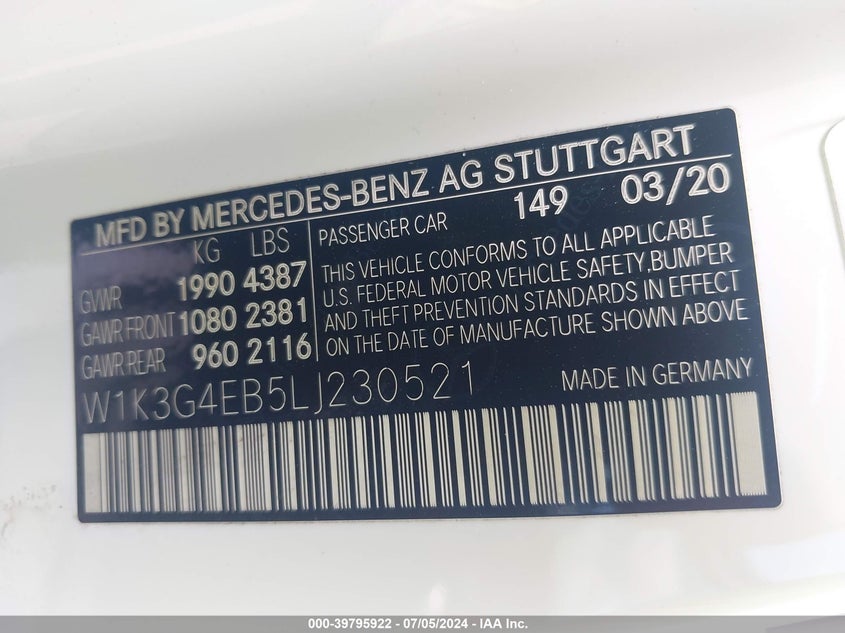 MFD BY MERCEDES-BENZ AG STUTTGART
KG LBS
GVWR 1990 4387
GAWR FRONT 1080 2381
GAWR REAR 960 2116
PASSENGER CAR 149 03/20
THIS VEHICLE CONFORMS TO ALL APPLICABLE
U.S. FEDERAL MOTOR VEHICLE SAFETY, BUMPER
AND THEFT PREVENTION STANDARDS IN EFFECT
ON THE DATE OF MANUFACTURE SHOWN ABOVE
W1K3G4EB5LJ230521
MADE IN GERMANY
000-39795922 - 07/05/2024 - IAA Inc.